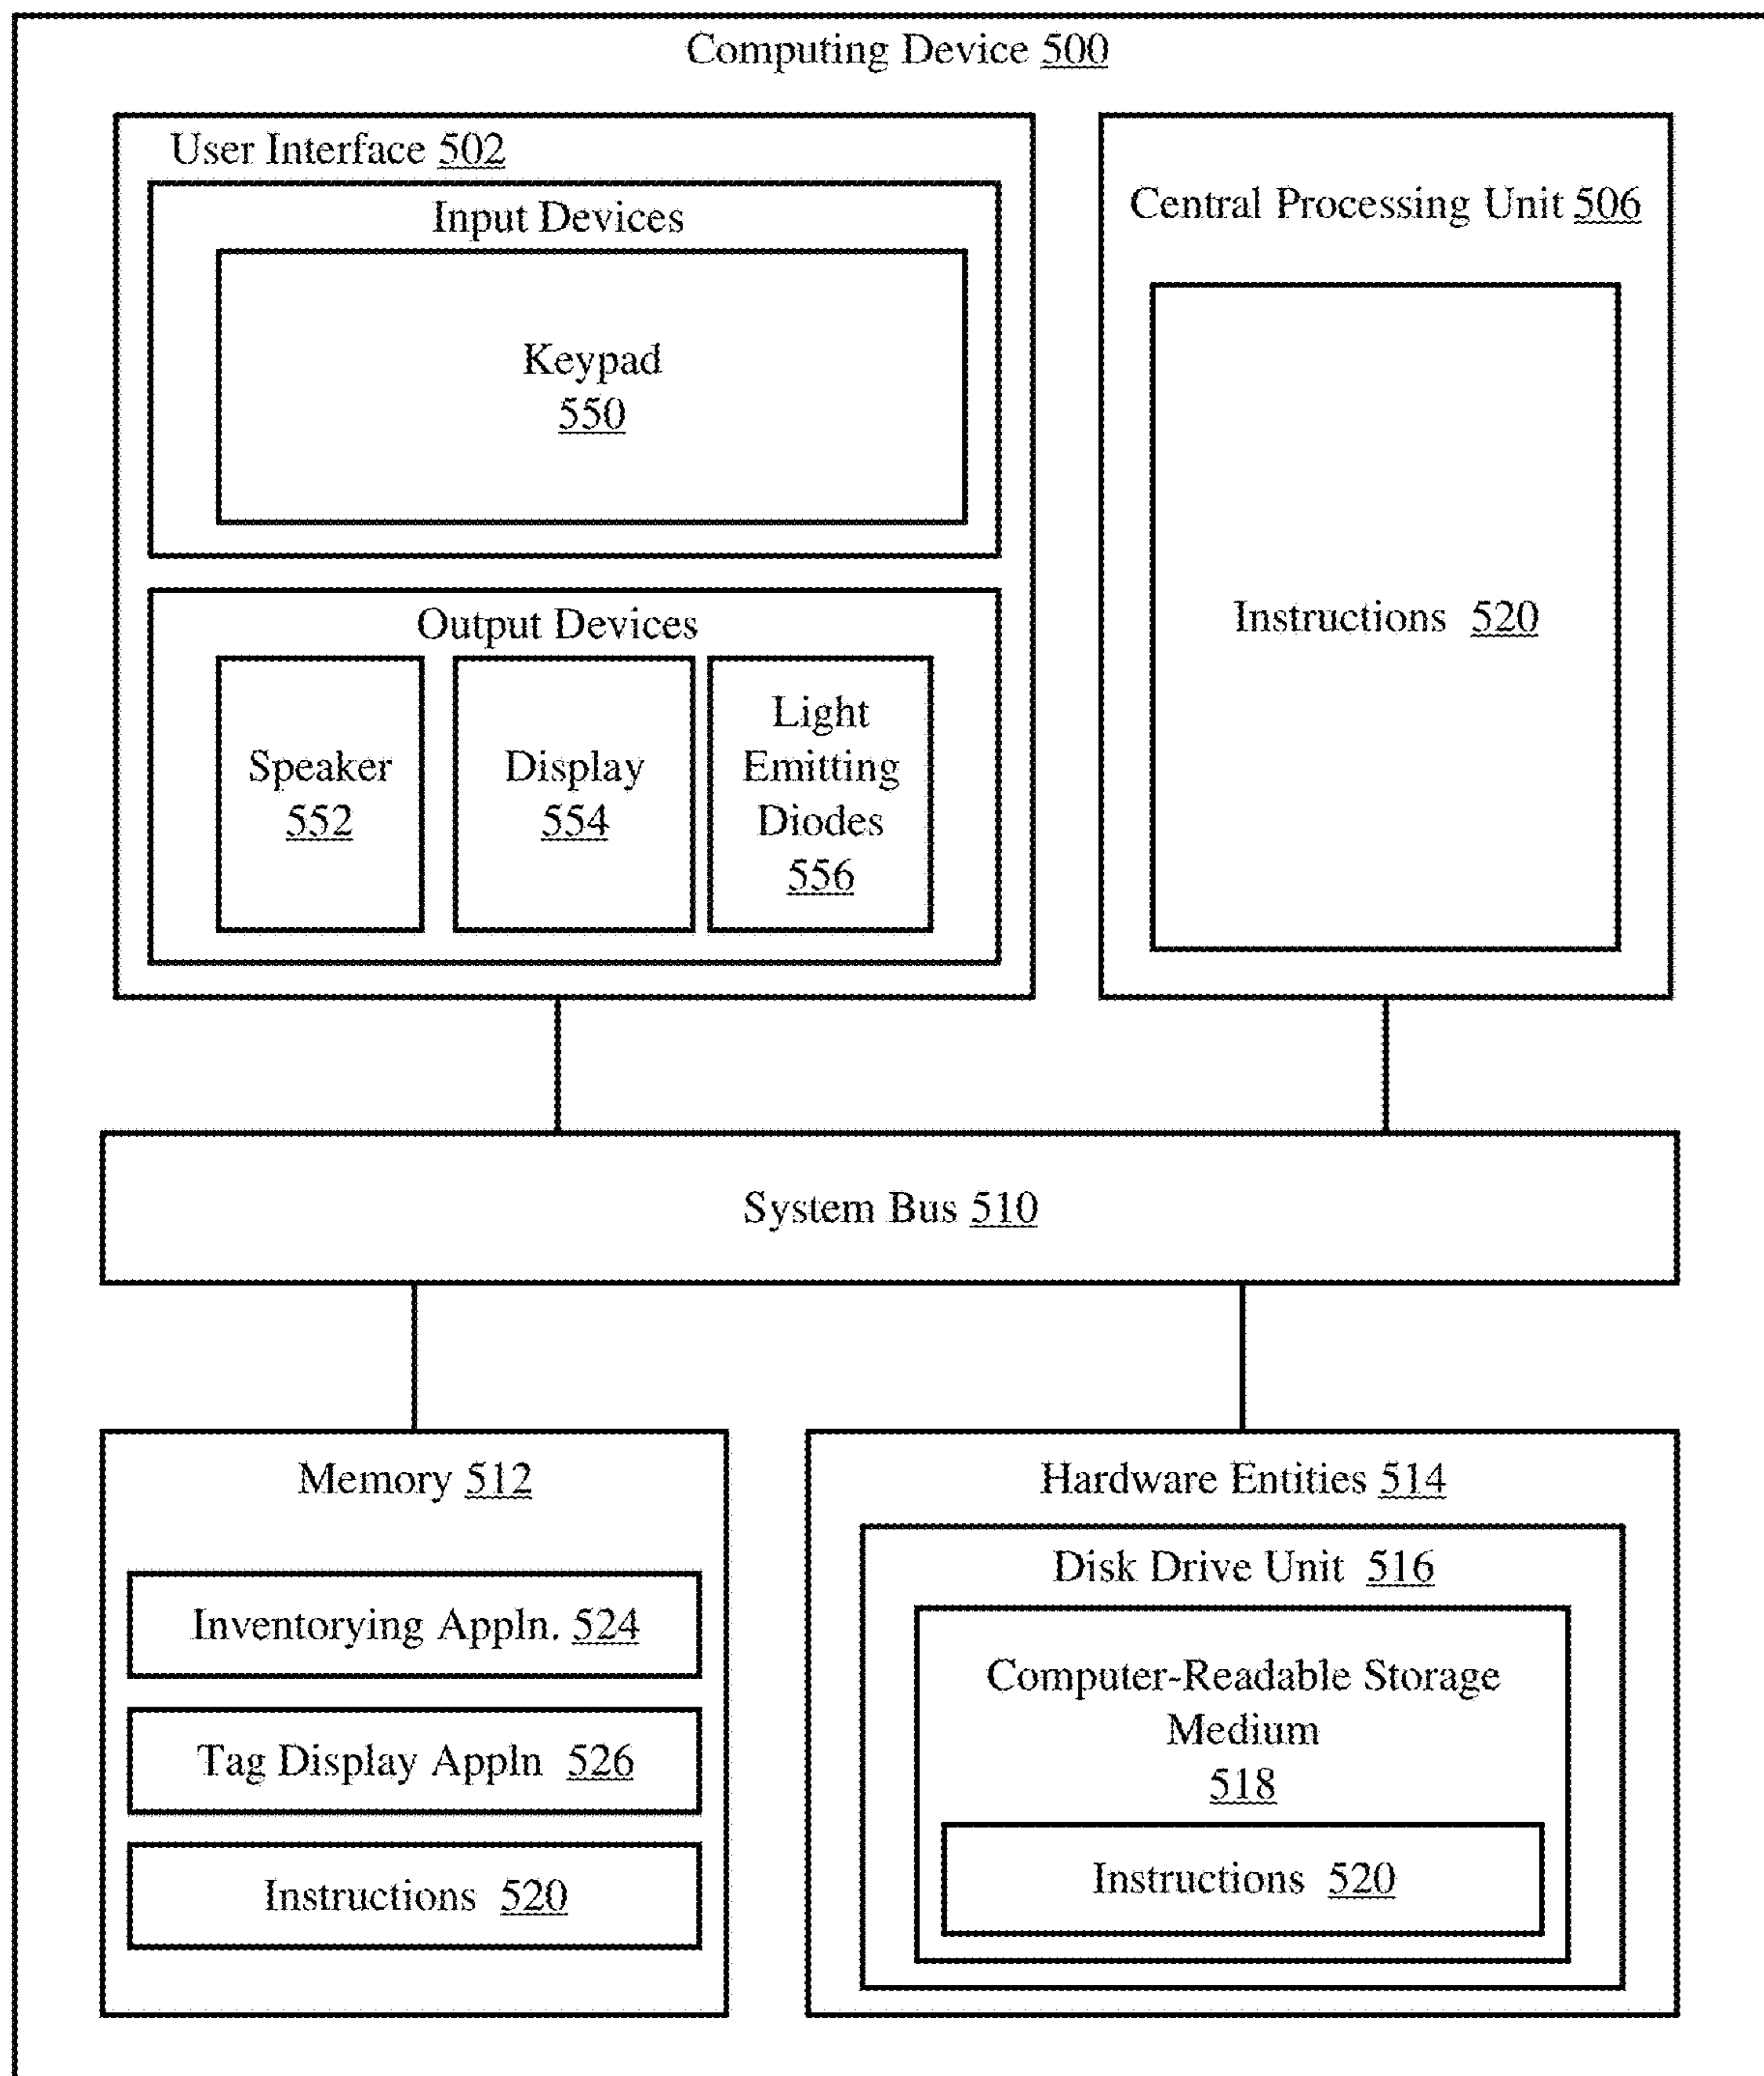 Computing Device 500
User Interface 502
Input Devices
Keypad
550
Output Devices
Speaker
552
Display
554
Light
Emitting
Diodes
556
Central Processing Unit 506
Instructions 520
System Bus 510
Memory 512
Inventorying Appln. 524
Tag Display Appln 526
Instructions 520
Hardware Entities 514
Disk Drive Unit 516
Computer-Readable Storage
Medium
518
Instructions 520